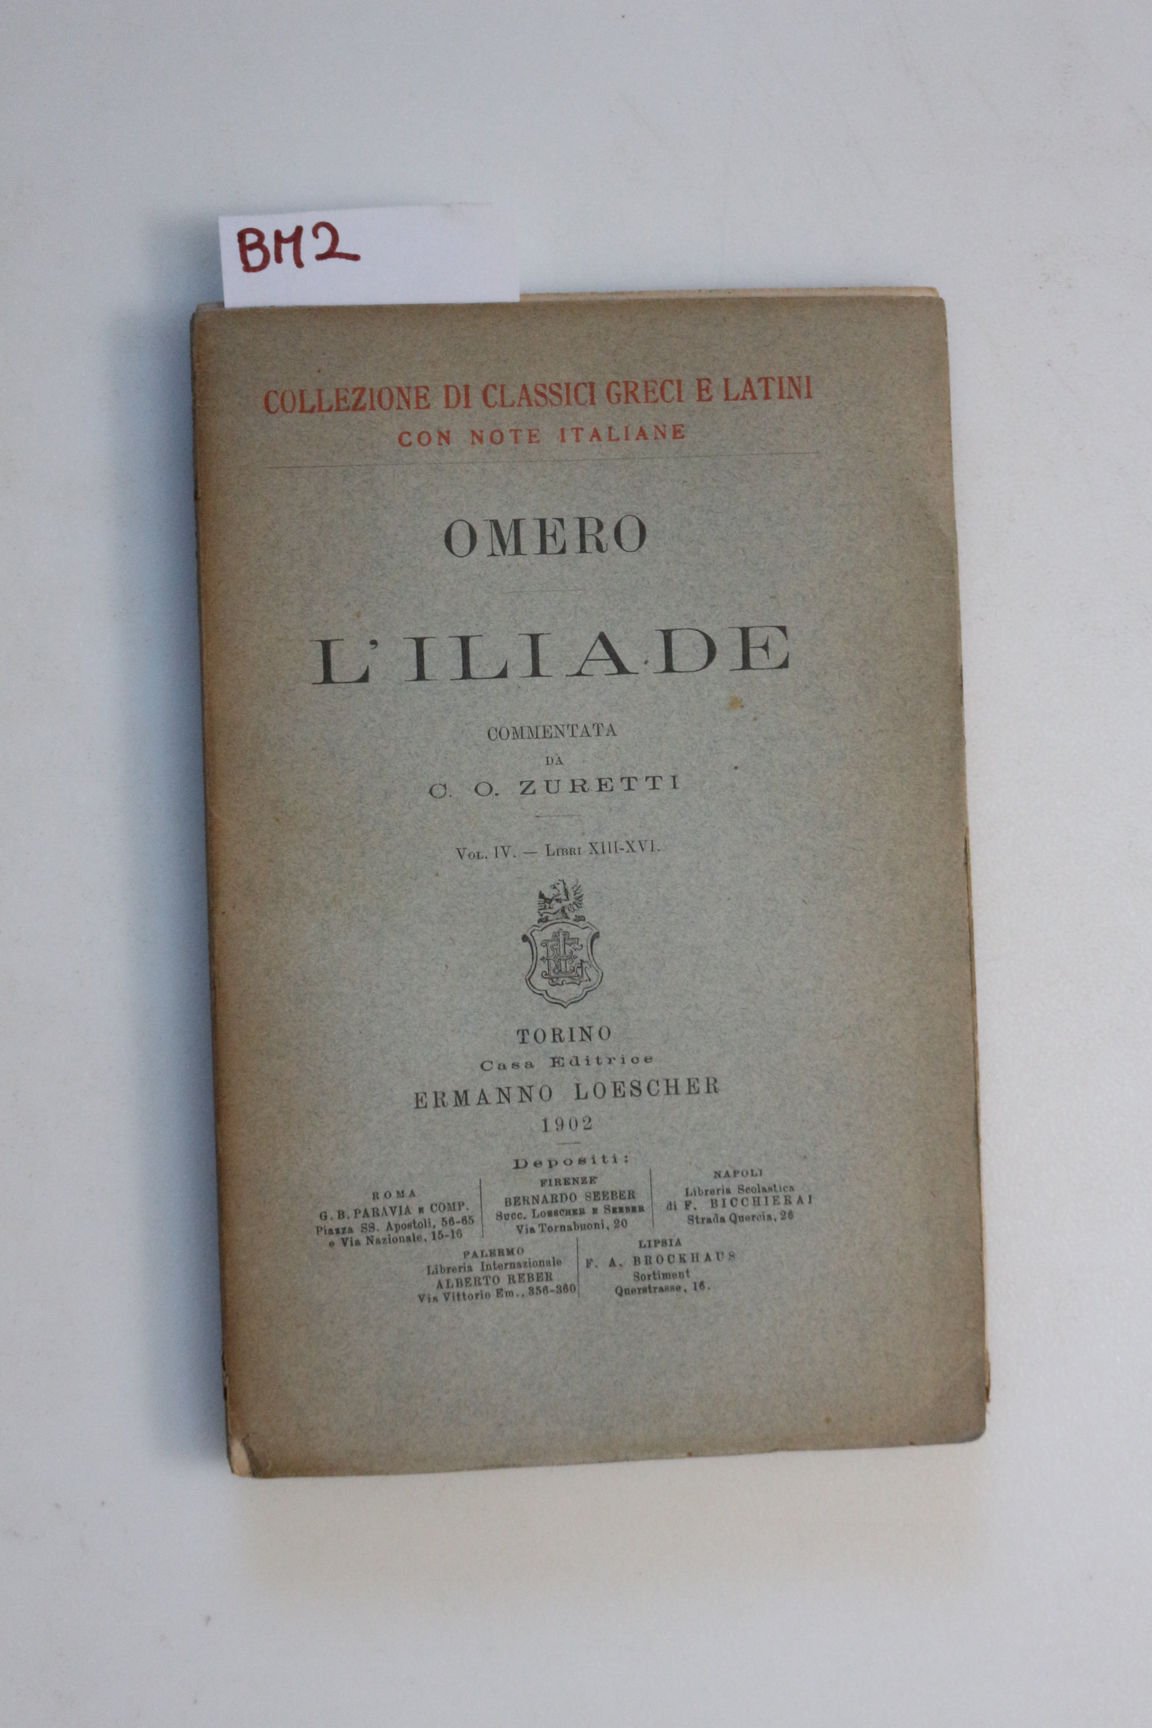 BM2
COLLEZIONE DI CLASSICI GRECI E LATINI
CON NOTE ITALIANE
OMERO
L'ILIADE
COMMENTATA
DA
C. O. ZURETTI
VOL. IV. — LIBRI XIII-XVI.
TORINO
Casa Editrice
ERMANNO LOESCHER
1902
Depositi:
ROMA
G. B. PARAVIA E COMP.
Piazza SS. Apostoli, 56-65
e Via Nazionale, 15-16
FIRENZE
BERNARDO SEEBER
Succ. LOESCHER E SEEBER
Via Tornabuoni, 20
NAPOLI
Libreria Scolastica
di F. BICCHIERAI
Strada Quercia, 26
PALERMO
Libreria Internazionale
ALBERTO REBER
Via Vittorio Em., 356-360
LIPSIA
F. A. BROCKHAUS
Sortiment
Querstrasse, 16.